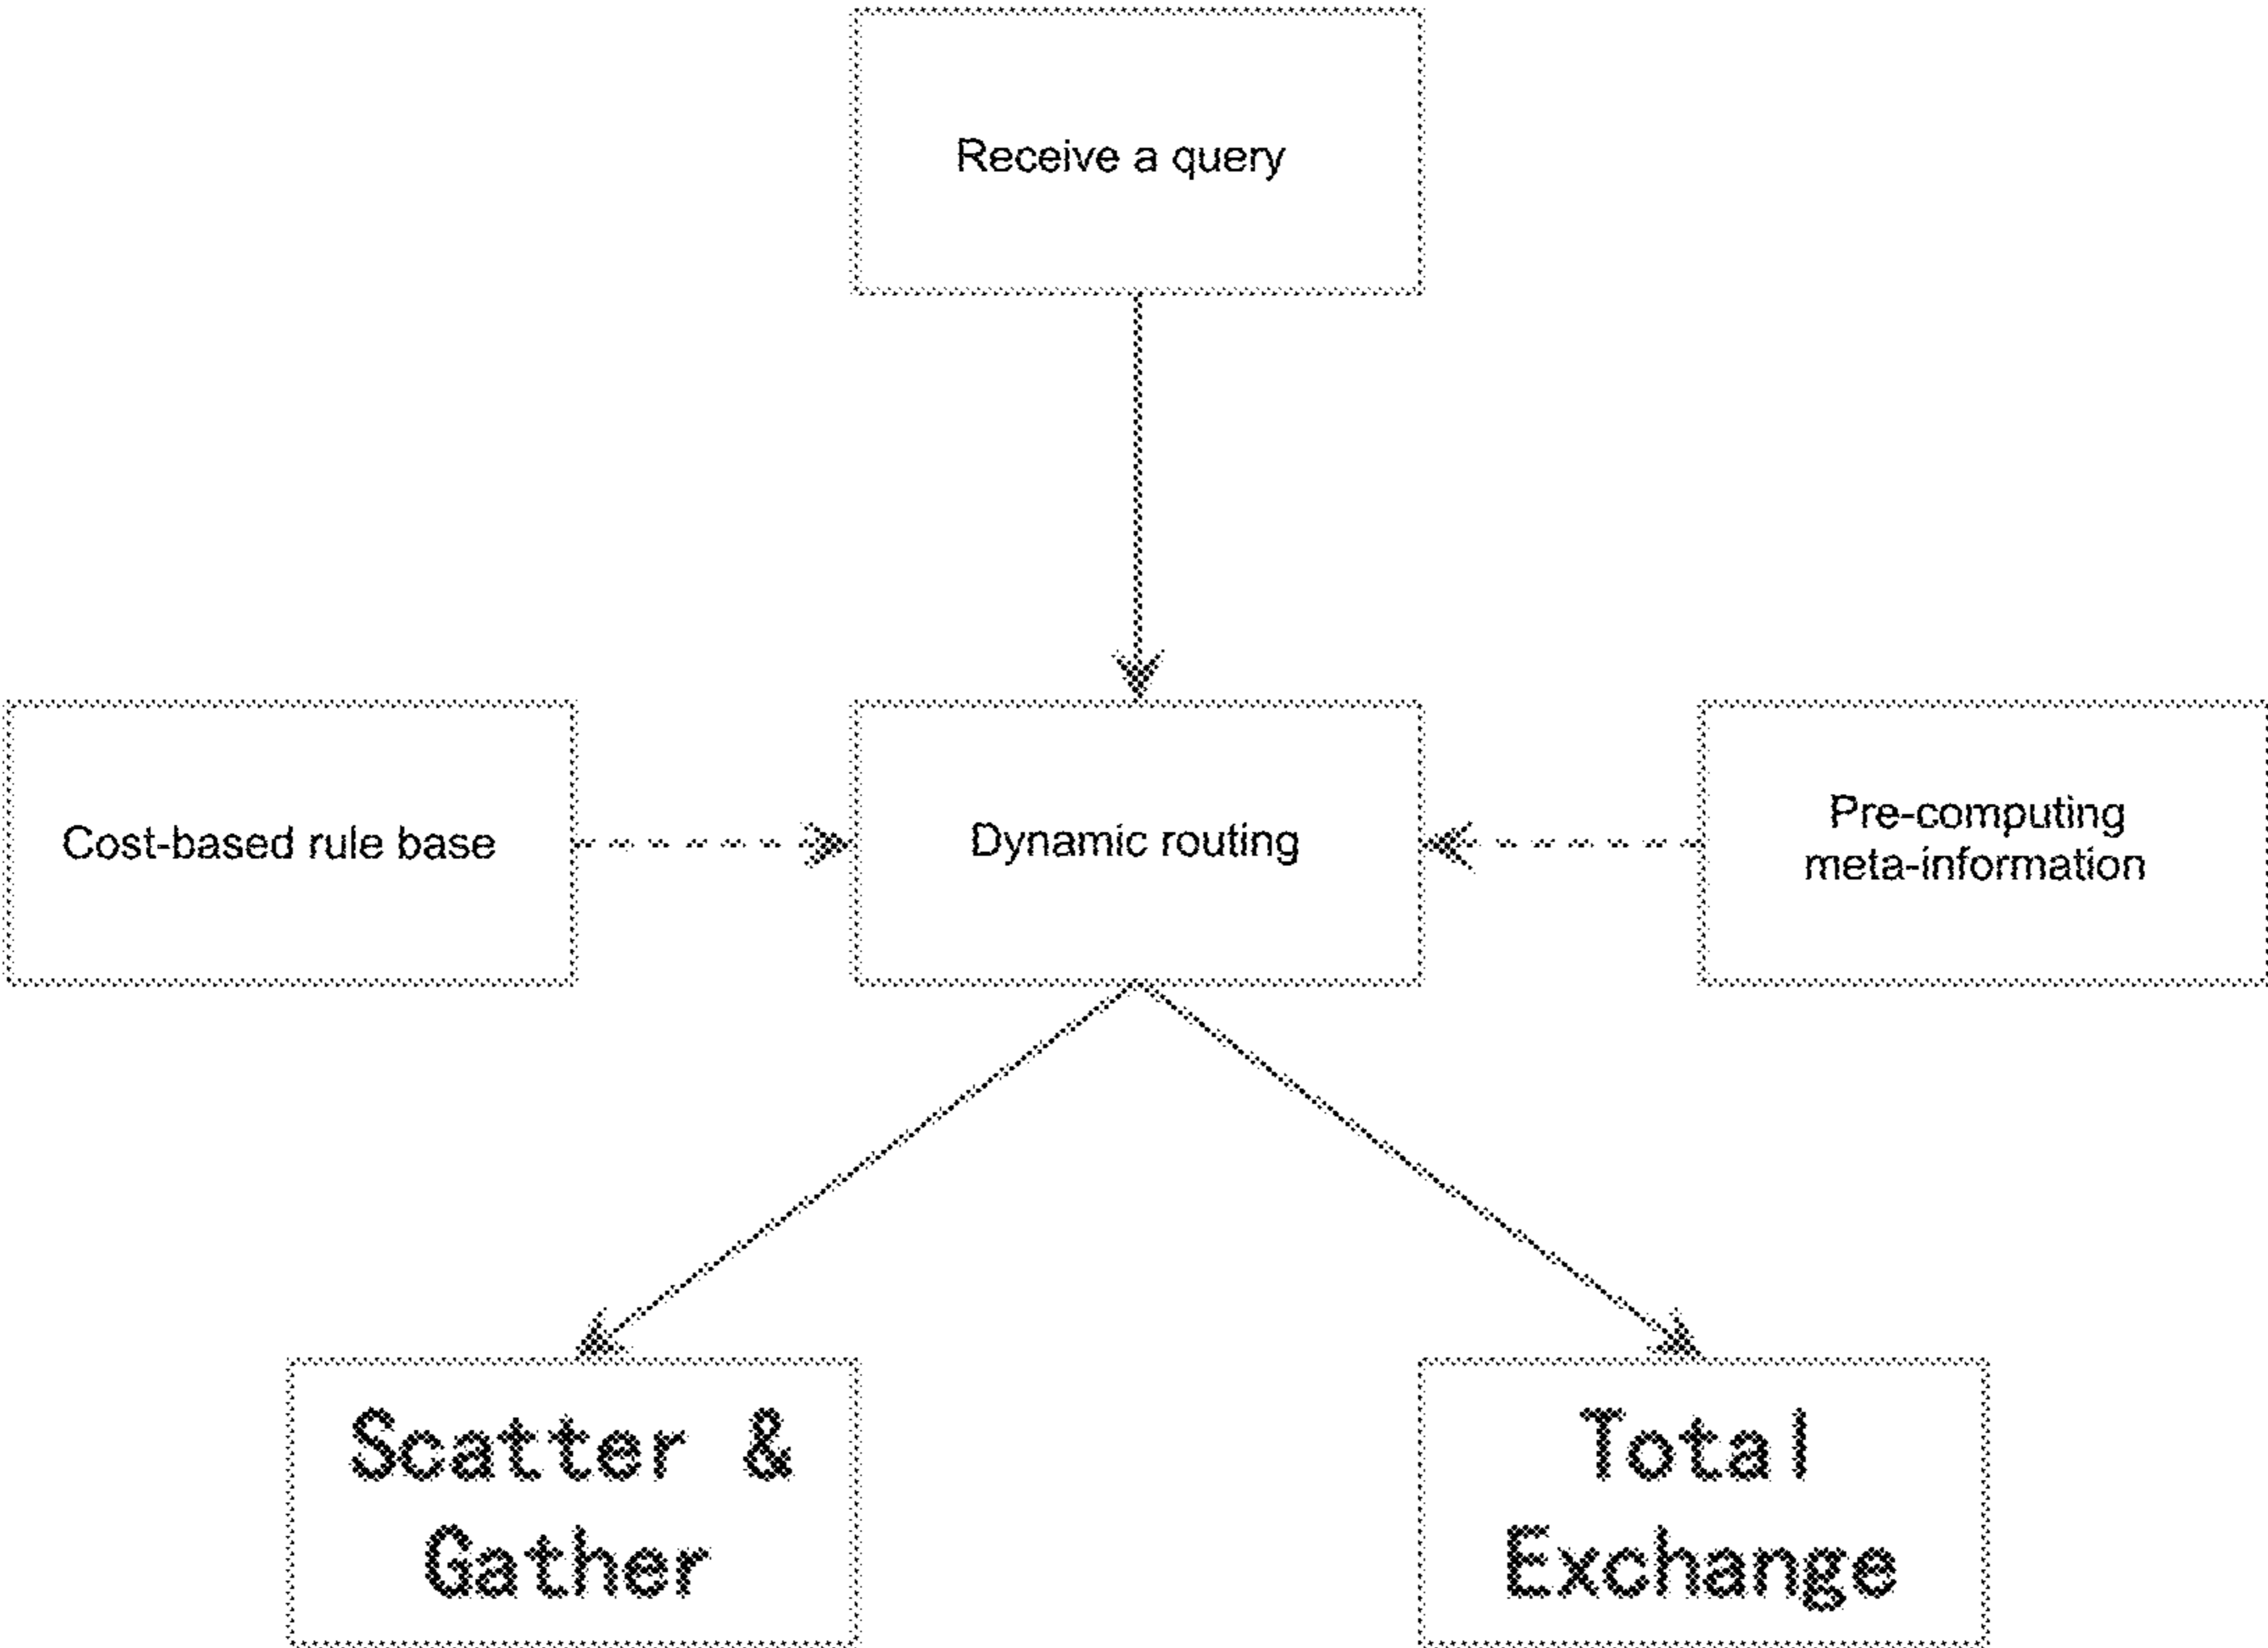 Receive a query
Cost-based rule base
Dynamic routing
Pre-computing
meta-information
Scatter &
Gather
Total
Exchange